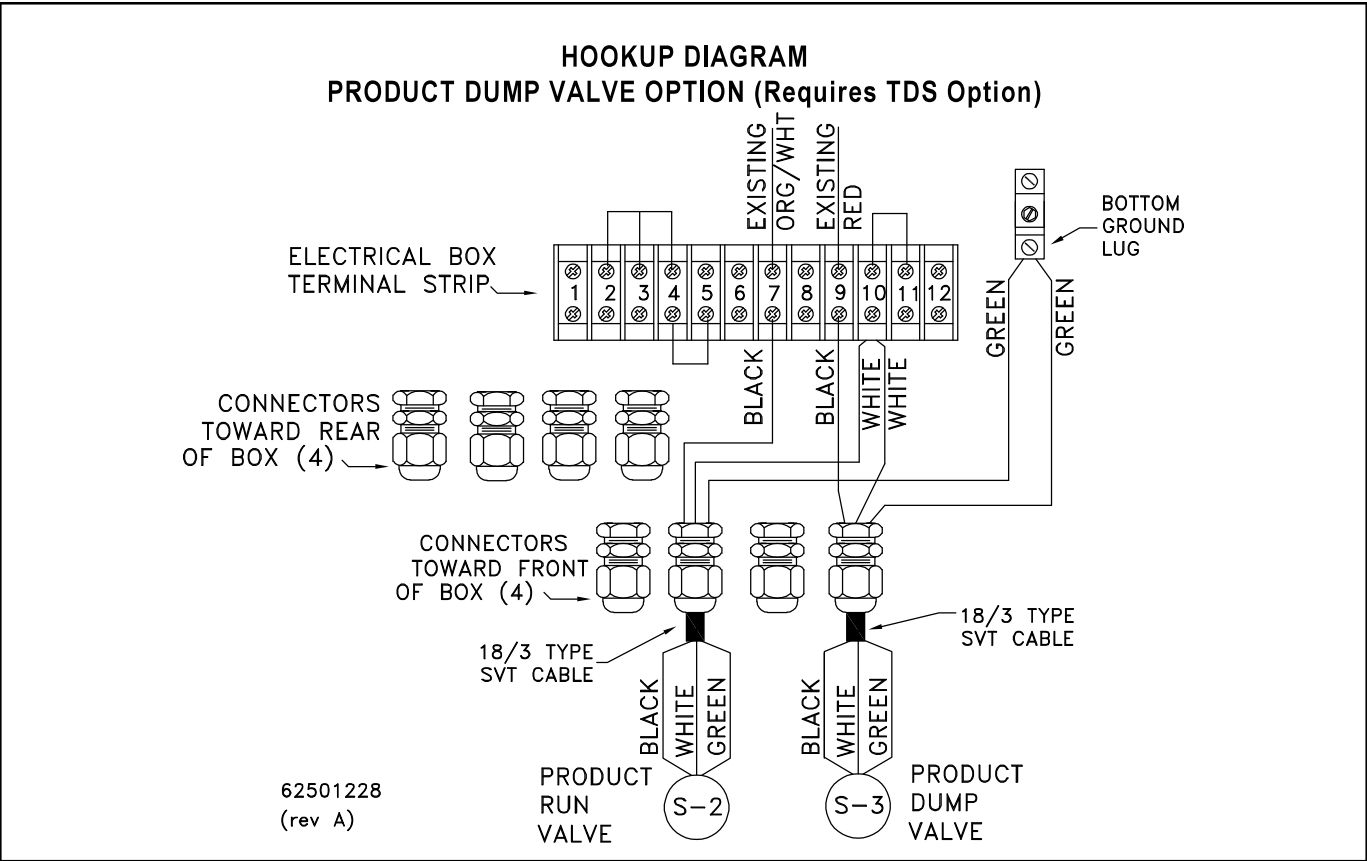 HOOKUP DIAGRAM
PRODUCT DUMP VALVE OPTION (Requires TDS Option)
EXISTING
ORG/WHT
EXISTING
RED
BOTTOM
GROUND
LUG
ELECTRICAL BOX
TERMINAL STRIP
1 2 3 4 5 6 7 8 9 10 11 12
GREEN
GREEN
BLACK
BLACK
WHITE
WHITE
CONNECTORS
TOWARD REAR
OF BOX (4)
CONNECTORS
TOWARD FRONT
OF BOX (4)
18/3 TYPE
SVT CABLE
18/3 TYPE
SVT CABLE
BLACK
WHITE
GREEN
BLACK
WHITE
GREEN
PRODUCT
RUN
VALVE
S-2
S-3
PRODUCT
DUMP
VALVE
62501228
(rev A)